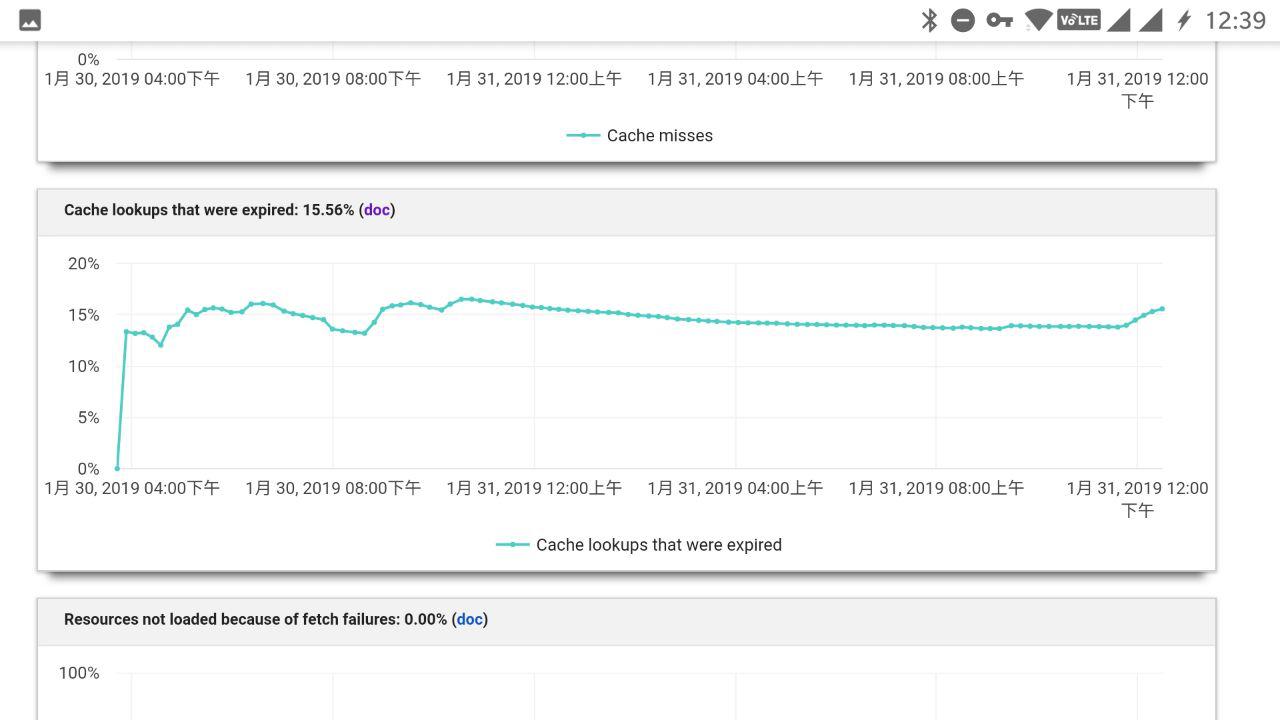 VoLTE 12:39
0%
1月 30, 2019 04:00下午 1月 30, 2019 08:00下午 1月 31, 2019 12:00上午 1月 31, 2019 04:00上午 1月 31, 2019 08:00上午 1月 31, 2019 12:00
下午
Cache misses
Cache lookups that were expired: 15.56% (doc)
20%
15%
10%
5%
0%
1月 30, 2019 04:00下午 1月 30, 2019 08:00下午 1月 31, 2019 12:00上午 1月 31, 2019 04:00上午 1月 31, 2019 08:00上午 1月 31, 2019 12:00
下午
Cache lookups that were expired
Resources not loaded because of fetch failures: 0.00% (doc)
100%